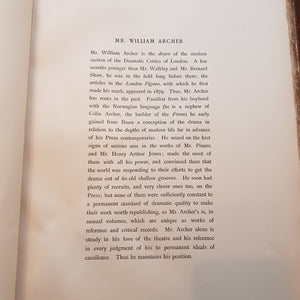 MR. WILLIAM ARCHER
Mr. William Archer is the doyen of the modern
section of the Dramatic Critics of London. A few
months younger than Mr. Walkley and Mr. Bernard
Shaw, he was in the field long before them; the
articles in the London Figaro, with which he first
made his mark, appeared in 1879. Thus, Mr. Archer
has roots in the past. Familiar from his boyhood
with the Norwegian language (he is a nephew of
Colin Archer, the builder of the Fram) he early
gained from Ibsen a conception of the drama in
relation to the depths of modern life far in advance
of his Press contemporaries. He seized on the first
signs of serious aim in the works of Mr. Pinero
and Mr. Henry Arthur Jones; made the most of
them with all his power, and convinced them that
the world was responding to their efforts to get the
drama out of its old shallow grooves. He soon had
plenty of recruits, and very clever ones too, on the
Press; but none of them were sufficiently constant to
a permanent standard of dramatic quality to make
their work worth republishing, as Mr. Archer's is, in
annual volumes, which are unique as works of
reference and critical records. Mr. Archer alone is
steady in his love of the theatre and his reference
in every judgment of his to permanent ideals of
excellence. Thus he maintains his position.